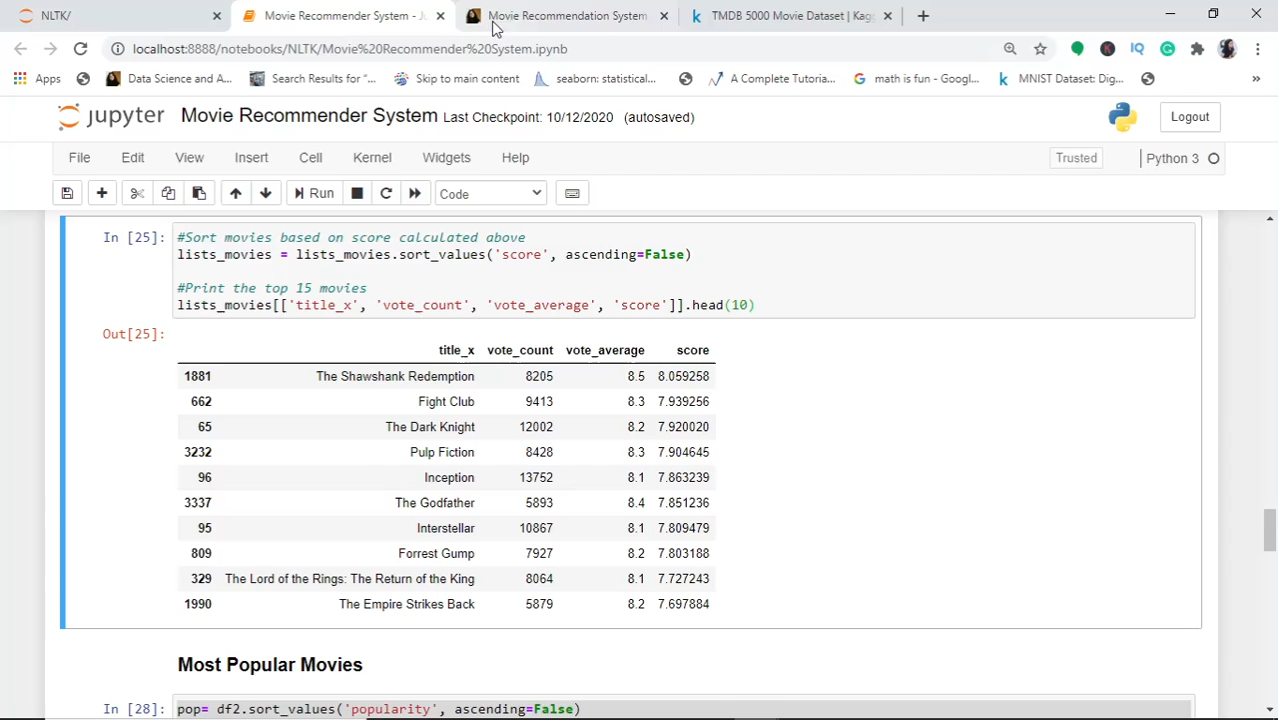 NLTK/
Movie Recommender System - Ju
Movie Recommendation System
TMDB 5000 Movie Dataset | Kagg
localhost:8888/notebooks/NLTK/Movie%20Recommender%20System.ipynb
Apps
Data Science and A...
Search Results for “...
Skip to main content
seaborn: statistical...
A Complete Tutoria...
math is fun - Googl...
MNIST Dataset: Dig...
»
jupyter
Movie Recommender System Last Checkpoint: 10/12/2020 (autosaved)
Logout
File Edit View Insert Cell Kernel Widgets Help
Trusted
Python 3
Run
Code
In [25]:
#Sort movies based on score calculated above
lists_movies = lists_movies.sort_values('score', ascending=False)
#Print the top 15 movies
lists_movies[['title_x', 'vote_count', 'vote_average', 'score']].head(10)
Out[25]:
title_x vote_count vote_average score
1881 The Shawshank Redemption 8205 8.5 8.059258
662 Fight Club 9413 8.3 7.939256
65 The Dark Knight 12002 8.2 7.920020
3232 Pulp Fiction 8428 8.3 7.904645
96 Inception 13752 8.1 7.863239
3337 The Godfather 5893 8.4 7.851236
95 Interstellar 10867 8.1 7.809479
809 Forrest Gump 7927 8.2 7.803188
329 The Lord of the Rings: The Return of the King 8064 8.1 7.727243
1990 The Empire Strikes Back 5879 8.2 7.697884
Most Popular Movies
In [28]:
pop= df2.sort_values('popularity', ascending=False)